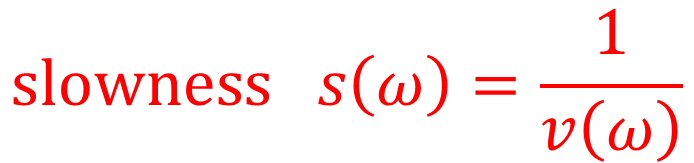 slowness s(ω) = 1/v(ω)